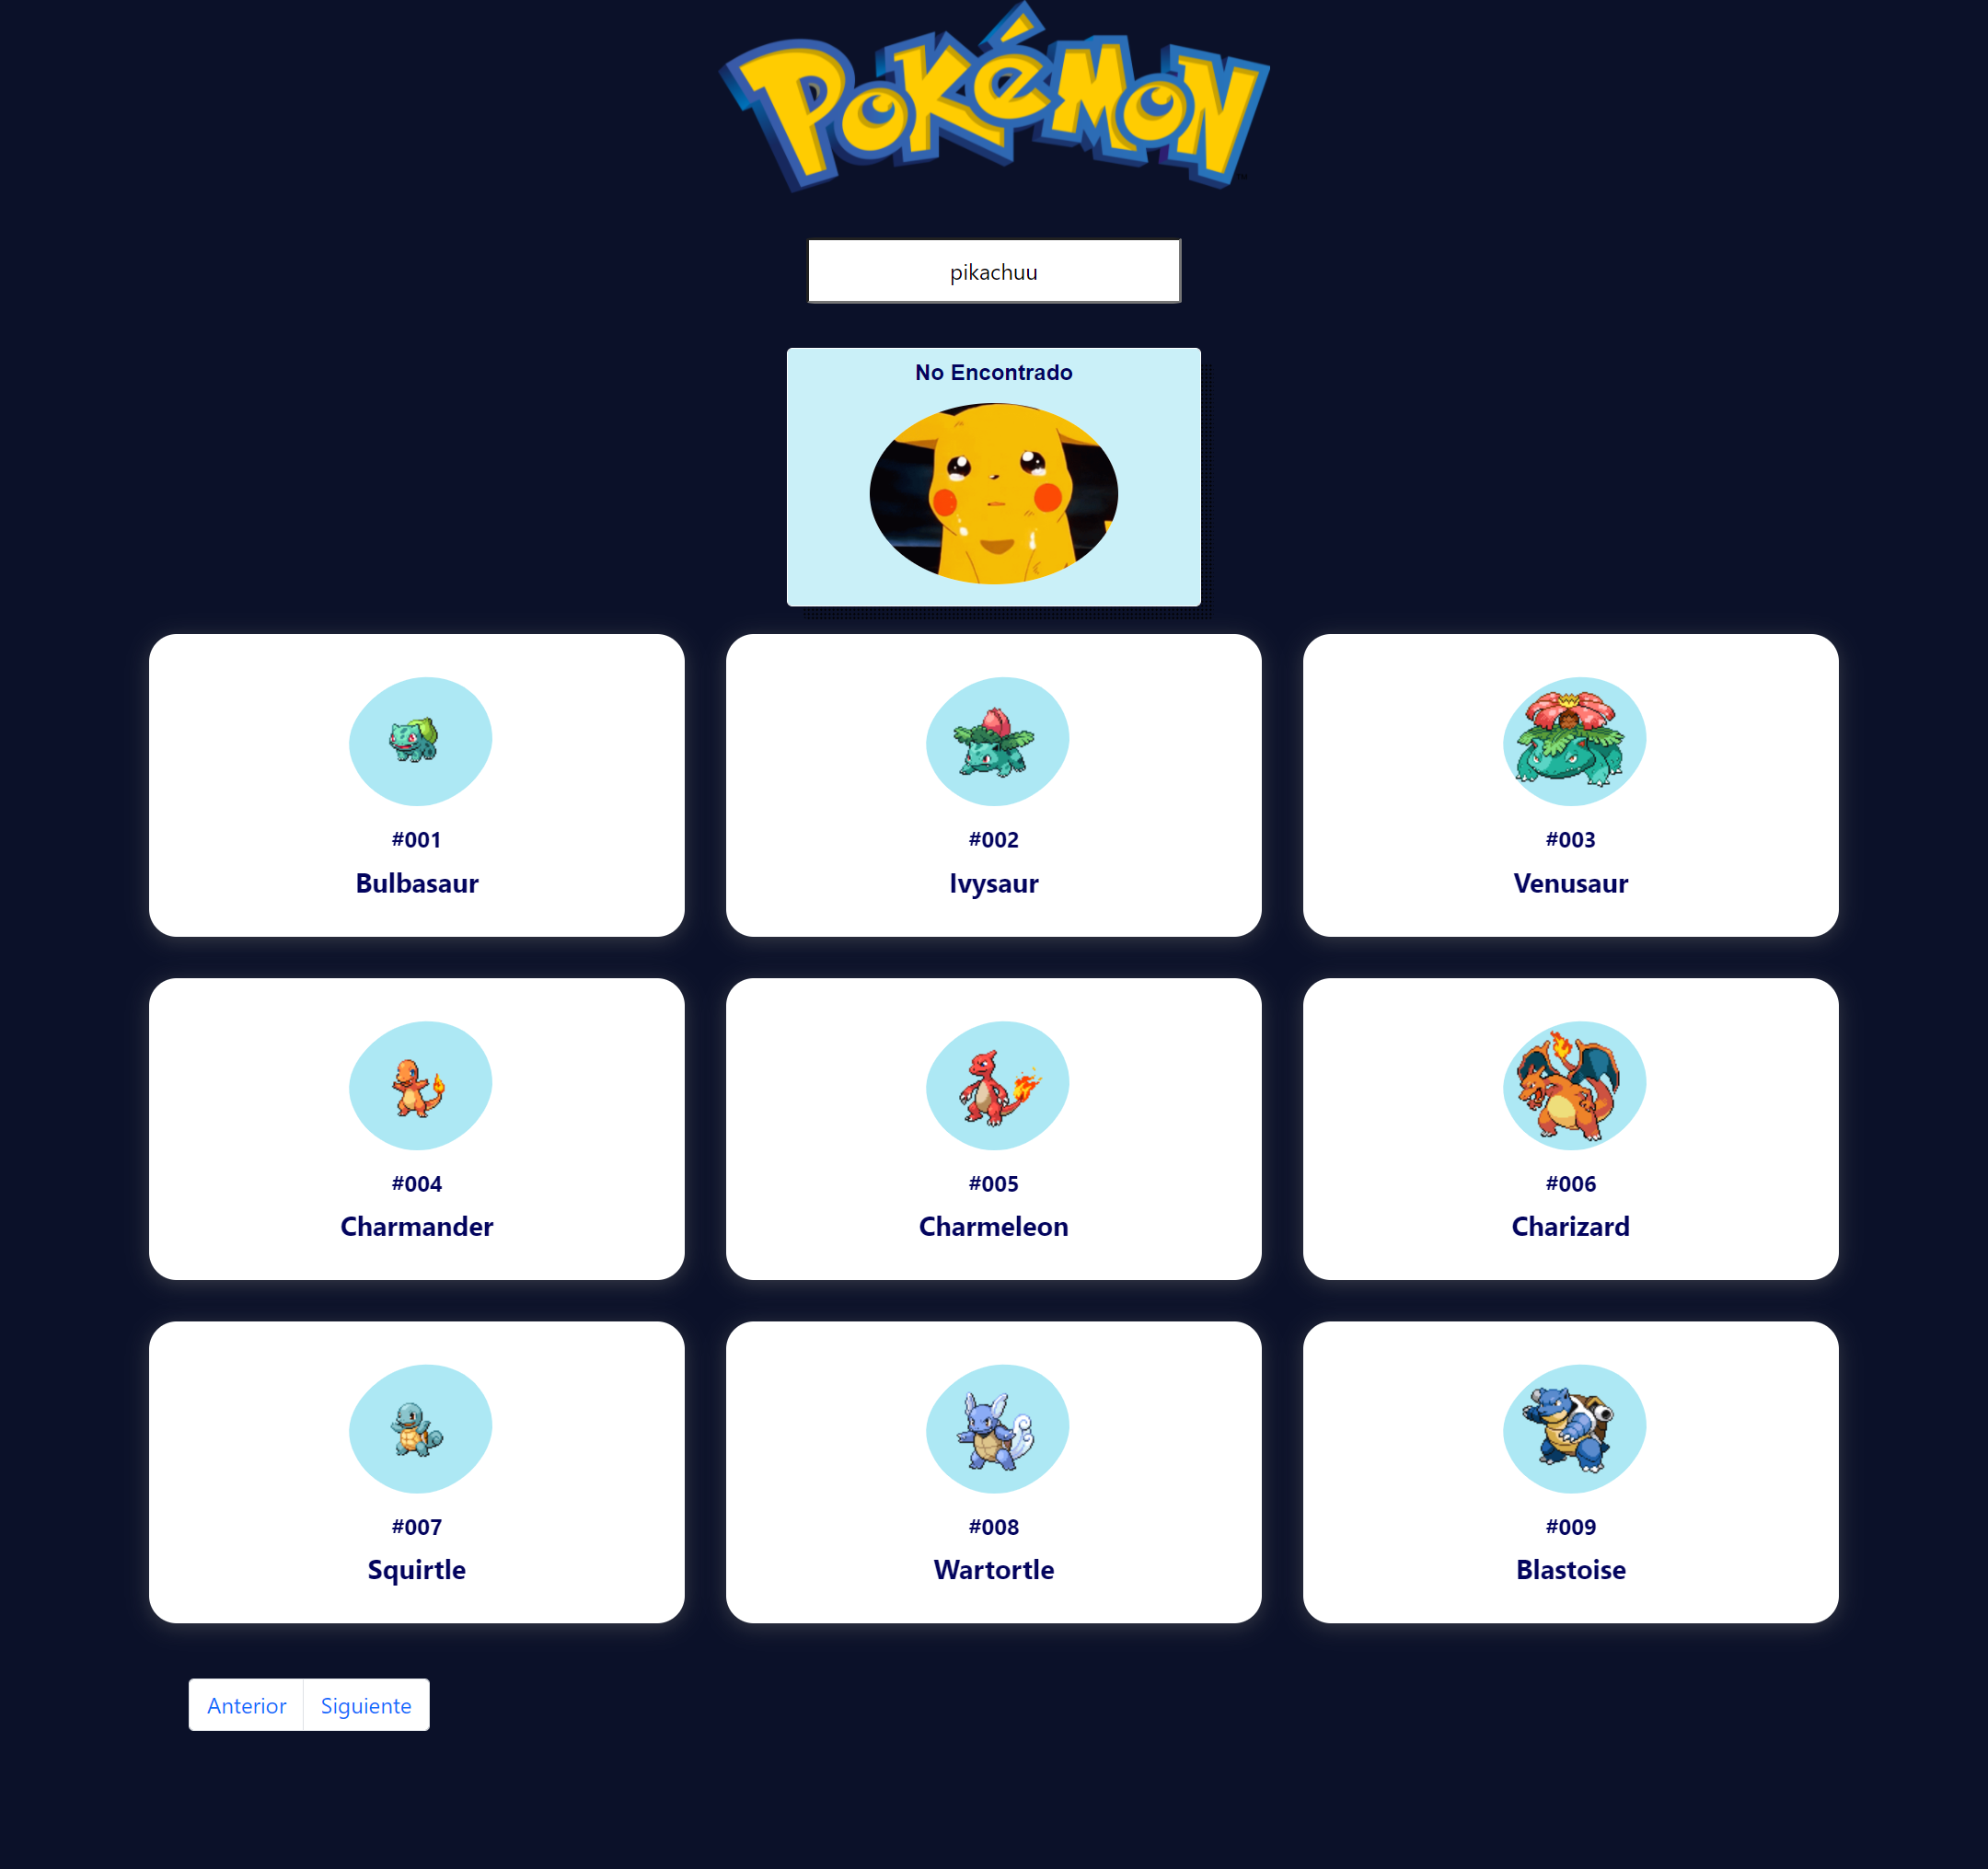 POKéMON
pikachuu
No Encontrado
#001
Bulbasaur
#002
Ivysaur
#003
Venusaur
#004
Charmander
#005
Charmeleon
#006
Charizard
#007
Squirtle
#008
Wartortle
#009
Blastoise
Anterior Siguiente